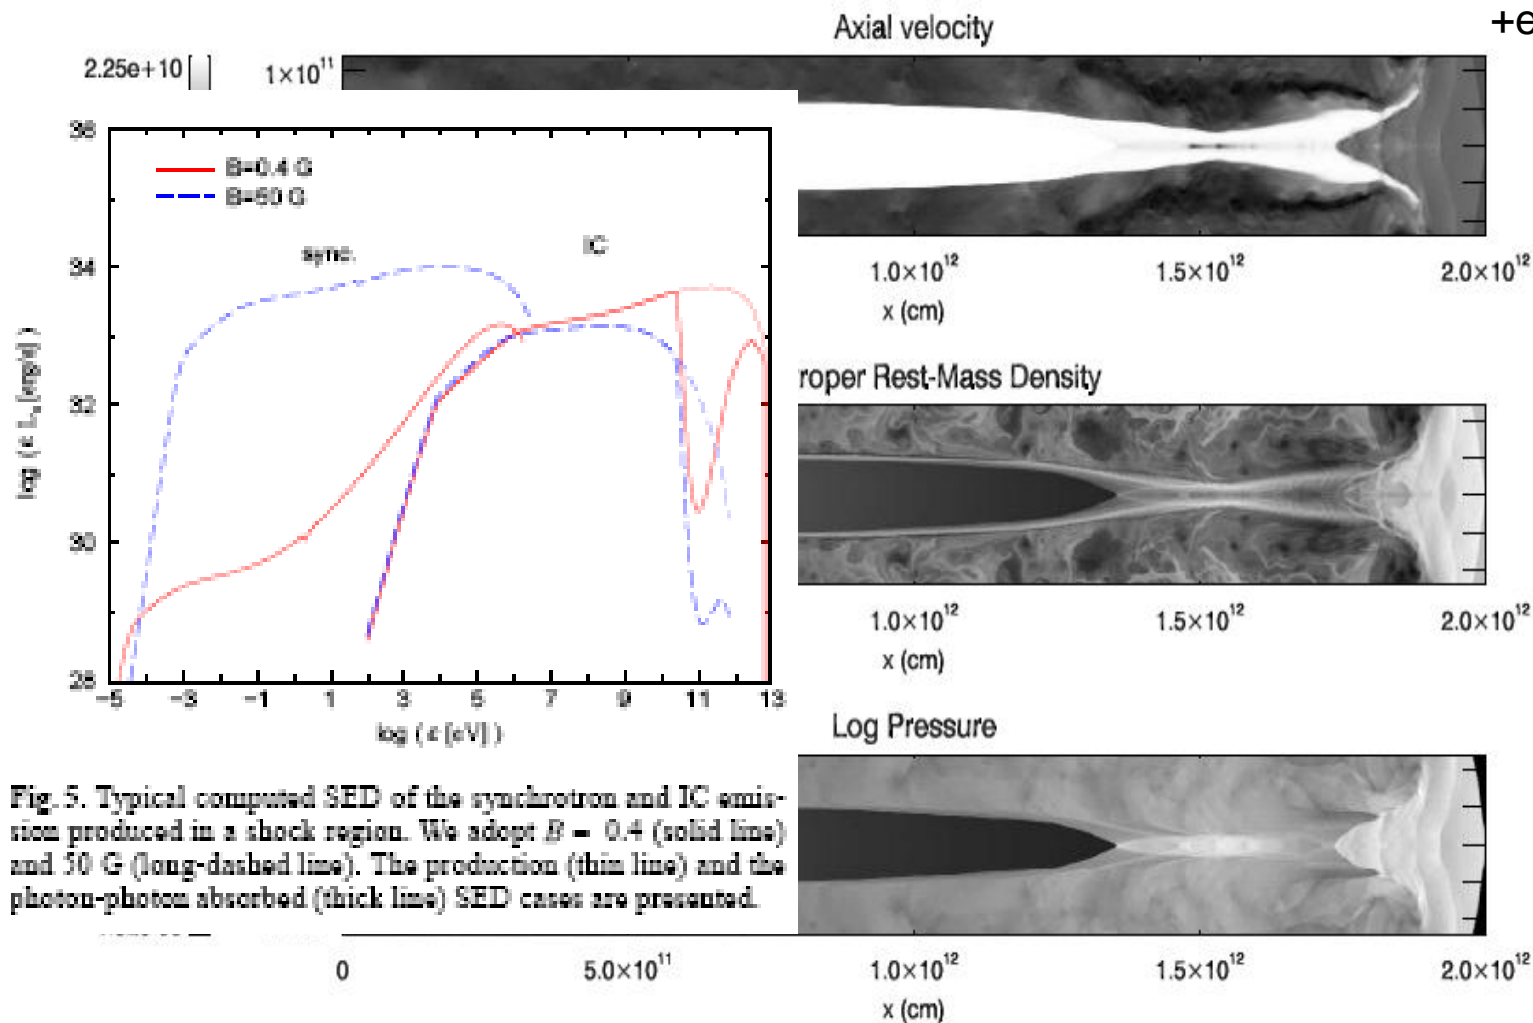 Axial velocity
+e
2.25e+10
1×10¹¹
36
B=0.4 G
B=50 G
sync.
IC
34
32
30
28
log ( ε Lε [erg/s] )
-5 -3 -1 1 3 5 7 9 11 13
log ( ε [eV] )
1.0×10¹² 1.5×10¹² 2.0×10¹²
x (cm)
roper Rest-Mass Density
1.0×10¹² 1.5×10¹² 2.0×10¹²
x (cm)
Log Pressure
Fig. 5. Typical computed SED of the synchrotron and IC emis-
sion produced in a shock region. We adopt B = 0.4 (solid line)
and 50 G (long-dashed line). The production (thin line) and the
photon-photon absorbed (thick line) SED cases are presented.
0 5.0×10¹¹ 1.0×10¹² 1.5×10¹² 2.0×10¹²
x (cm)